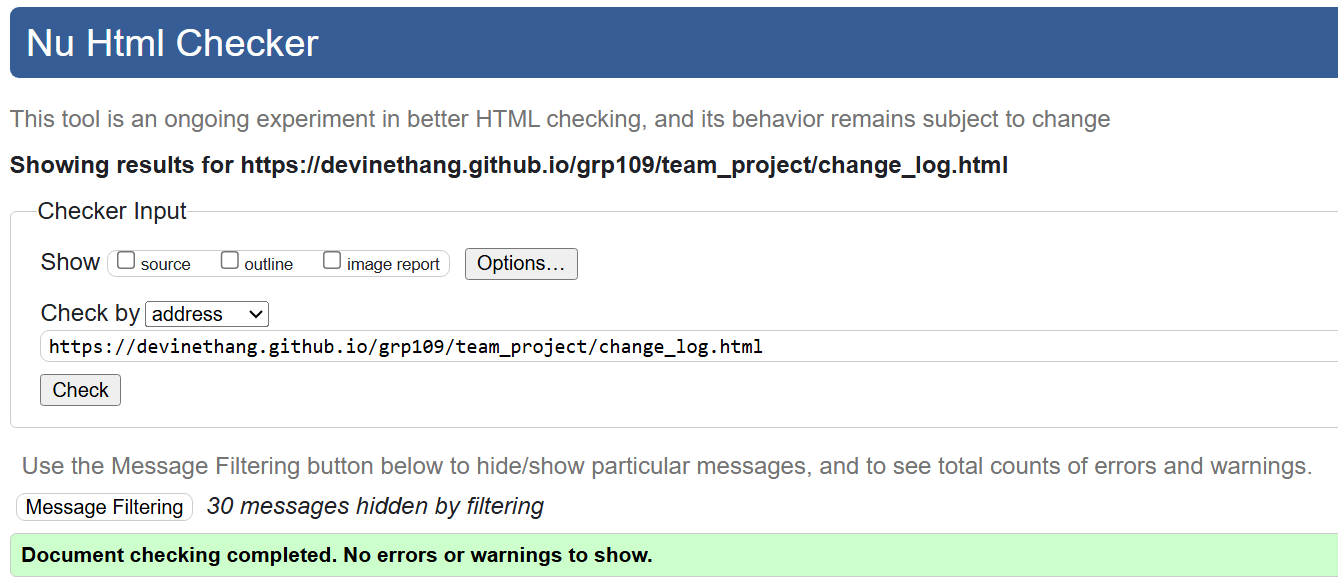 Nu Html Checker
This tool is an ongoing experiment in better HTML checking, and its behavior remains subject to change
Showing results for https://devinethang.github.io/grp109/team_project/change_log.html
Checker Input
Show source outline image report Options...
Check by address
https://devinethang.github.io/grp109/team_project/change_log.html
Check
Use the Message Filtering button below to hide/show particular messages, and to see total counts of errors and warnings.
Message Filtering 30 messages hidden by filtering
Document checking completed. No errors or warnings to show.